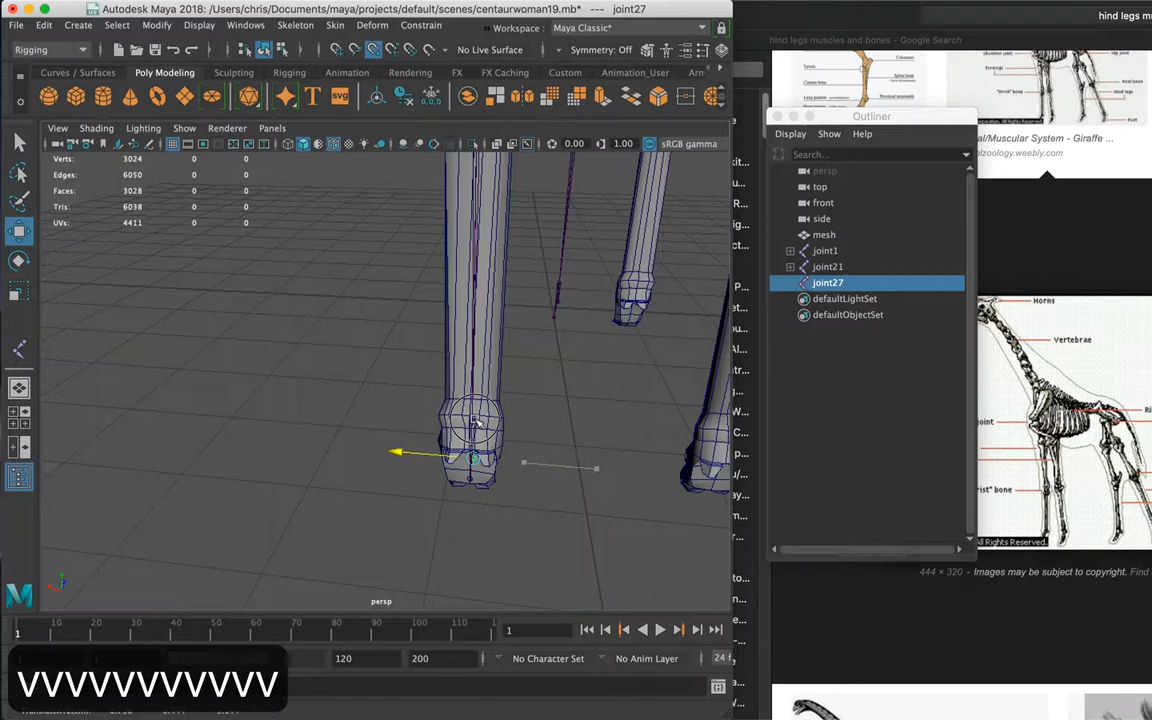 Autodesk Maya 2018: /Users/chris/Documents/maya/projects/default/scenes/centaurwoman19.mb* --- joint27
hind legs muscles and bones
File Edit Create Select Modify Display Windows Skeleton Skin Deform Constrain
Workspace : Maya Classic*
hind legs muscles and bones - Google Search
Rigging
No Live Surface
Symmetry: Off
Curves / Surfaces Poly Modeling Sculpting Rigging Animation Rendering FX FX Caching Custom Animation_User
View Shading Lighting Show Renderer Panels
0.00 1.00 sRGB gamma
Verts: 3024 0 0
Edges: 6050 0 0
Faces: 3028 0 0
Tris: 6038 0 0
UVs: 4411 0 0
Outliner
Display Show Help
Search...
persp
top
front
side
mesh
joint1
joint21
joint27
defaultLightSet
defaultObjectSet
al/Muscular System - Giraffe ...
Horns
Vertebrae
All Rights Reserved.
444 × 320 - Images may be subject to copyright. Find
persp
10 20 30 40 50 60 70 80 90 100 110
1
1
120 200
No Character Set
No Anim Layer
24 f
VVVVVVVVVVV